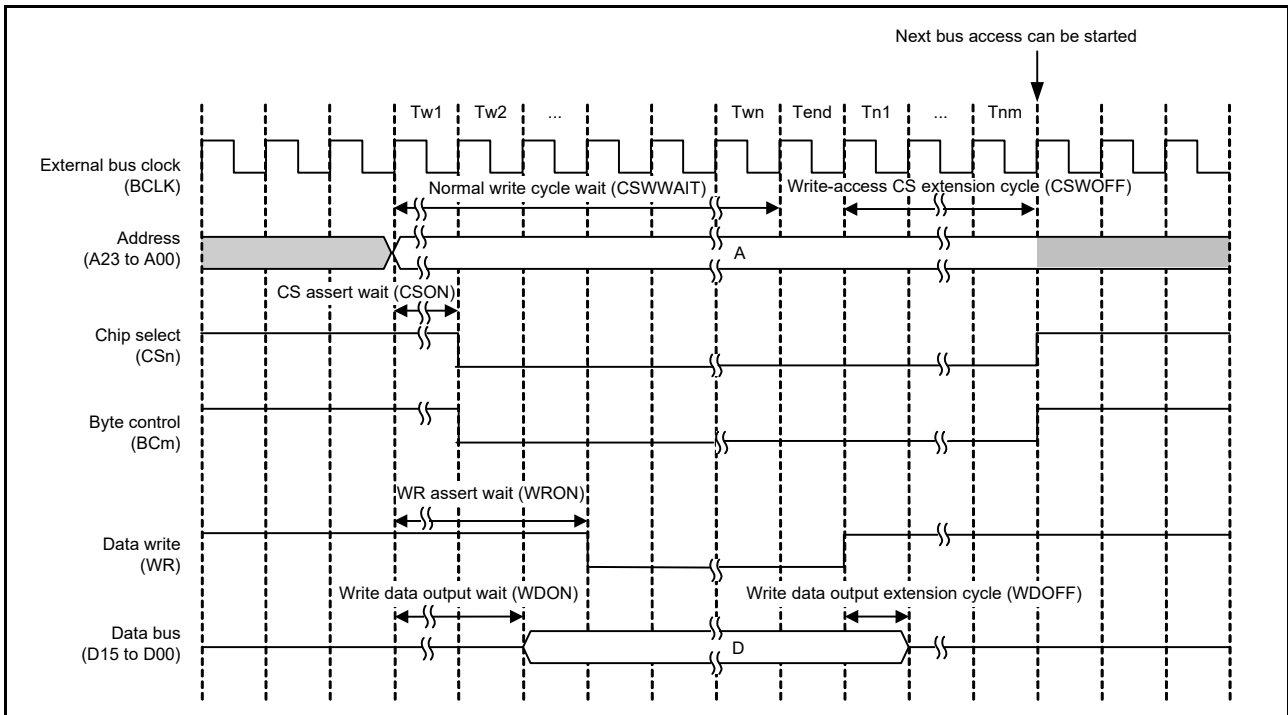 Next bus access can be started
Tw1 Tw2 ... Twn Tend Tn1 ... Tnm
External bus clock
(BCLK)
Normal write cycle wait (CSWWAIT)
Write-access CS extension cycle (CSWOFF)
Address
(A23 to A00)
A
CS assert wait (CSON)
Chip select
(CSn)
Byte control
(BCm)
WR assert wait (WRON)
Data write
(WR)
Write data output wait (WDON)
Write data output extension cycle (WDOFF)
Data bus
(D15 to D00)
D